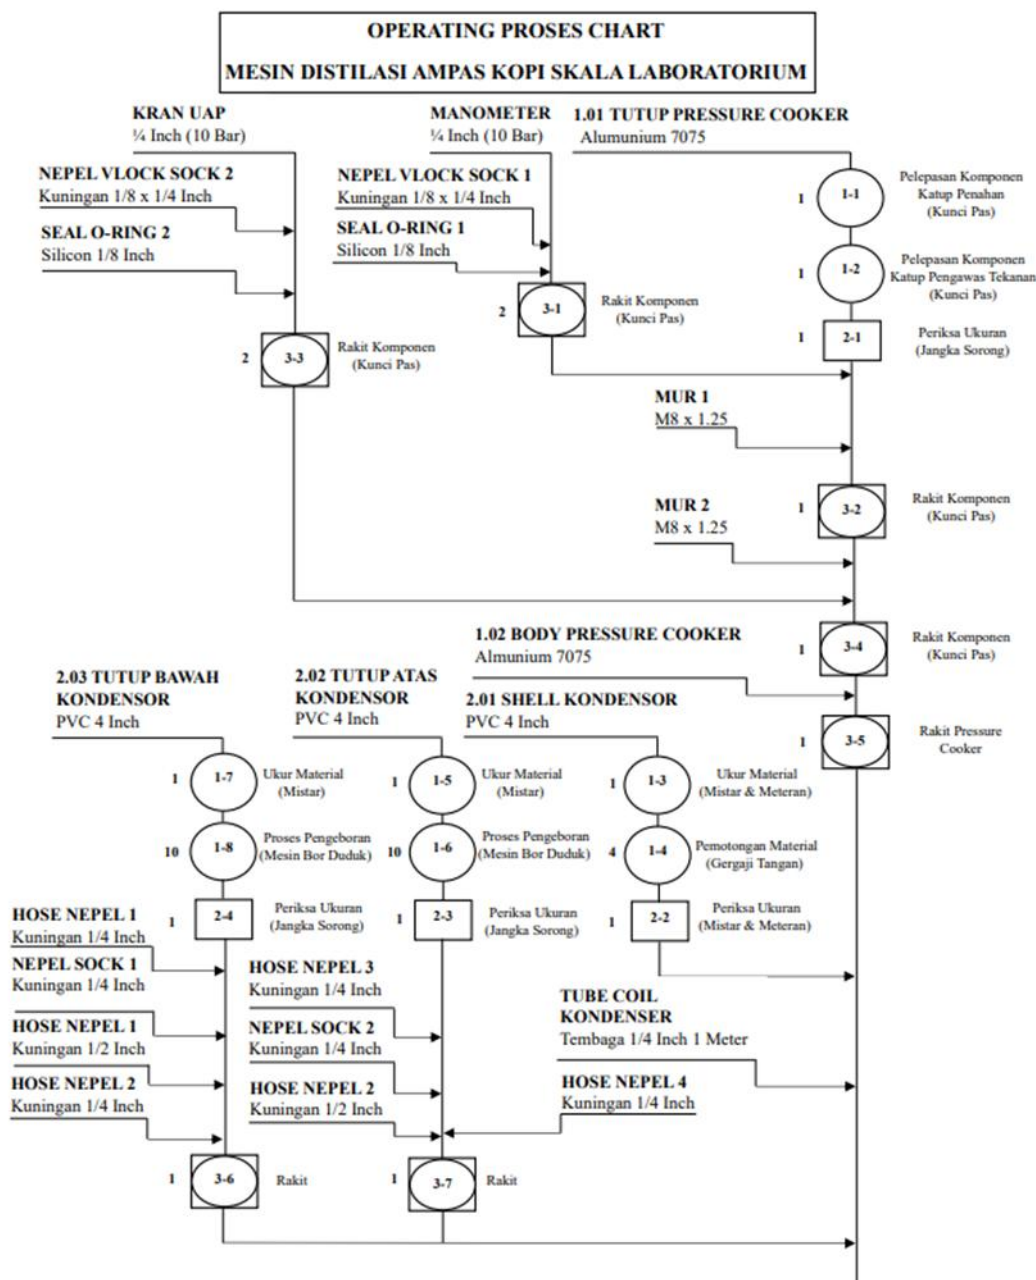 OPERATING PROSES CHART
MESIN DISTILASI AMPAS KOPI SKALA LABORATORIUM
KRAN UAP
¼ Inch (10 Bar)
NEPEL VLOCK SOCK 2
Kuningan 1/8 x 1/4 Inch
SEAL O-RING 2
Silicon 1/8 Inch
2
3-3
Rakit Komponen
(Kunci Pas)
MANOMETER
¼ Inch (10 Bar)
NEPEL VLOCK SOCK 1
Kuningan 1/8 x 1/4 Inch
SEAL O-RING 1
Silicon 1/8 Inch
2
3-1
Rakit Komponen
(Kunci Pas)
1.01 TUTUP PRESSURE COOKER
Alumunium 7075
1
1-1
Pelepasan Komponen
Katup Penahan
(Kunci Pas)
1
1-2
Pelepasan Komponen
Katup Pengawas Tekanan
(Kunci Pas)
1
2-1
Periksa Ukuran
(Jangka Sorong)
MUR 1
M8 x 1.25
1
3-2
Rakit Komponen
(Kunci Pas)
MUR 2
M8 x 1.25
1
3-4
Rakit Komponen
(Kunci Pas)
1.02 BODY PRESSURE COOKER
Almunium 7075
1
3-5
Rakit Pressure
Cooker
2.03 TUTUP BAWAH
KONDENSOR
PVC 4 Inch
1
1-7
Ukur Material
(Mistar)
10
1-8
Proses Pengeboran
(Mesin Bor Duduk)
1
2-4
Periksa Ukuran
(Jangka Sorong)
HOSE NEPEL 1
Kuningan 1/4 Inch
NEPEL SOCK 1
Kuningan 1/4 Inch
HOSE NEPEL 1
Kuningan 1/2 Inch
HOSE NEPEL 2
Kuningan 1/4 Inch
1
3-6
Rakit
2.02 TUTUP ATAS
KONDENSOR
PVC 4 Inch
1
1-5
Ukur Material
(Mistar)
10
1-6
Proses Pengeboran
(Mesin Bor Duduk)
1
2-3
Periksa Ukuran
(Jangka Sorong)
HOSE NEPEL 3
Kuningan 1/4 Inch
NEPEL SOCK 2
Kuningan 1/4 Inch
HOSE NEPEL 2
Kuningan 1/2 Inch
1
3-7
Rakit
2.01 SHELL KONDENSOR
PVC 4 Inch
1
1-3
Ukur Material
(Mistar & Meteran)
4
1-4
Pemotongan Material
(Gergaji Tangan)
1
2-2
Periksa Ukuran
(Mistar & Meteran)
TUBE COIL
KONDENSER
Tembaga 1/4 Inch 1 Meter
HOSE NEPEL 4
Kuningan 1/4 Inch